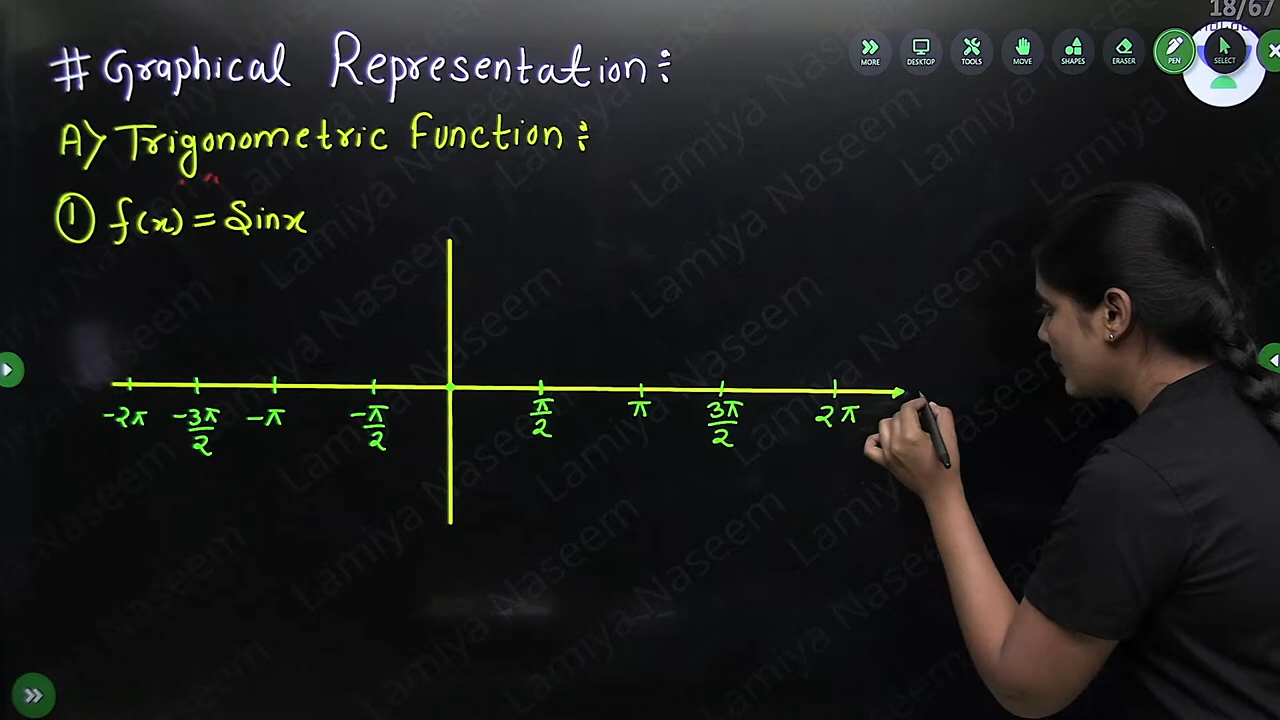 18/67
MORE DESKTOP TOOLS MOVE SHAPES ERASER PEN SELECT
# Graphical Representation:
A) Trigonometric Function:
① f(x) = Sinx
-2π -3π/2 -π -π/2 π/2 π 3π/2 2π
Lamiya Naseem